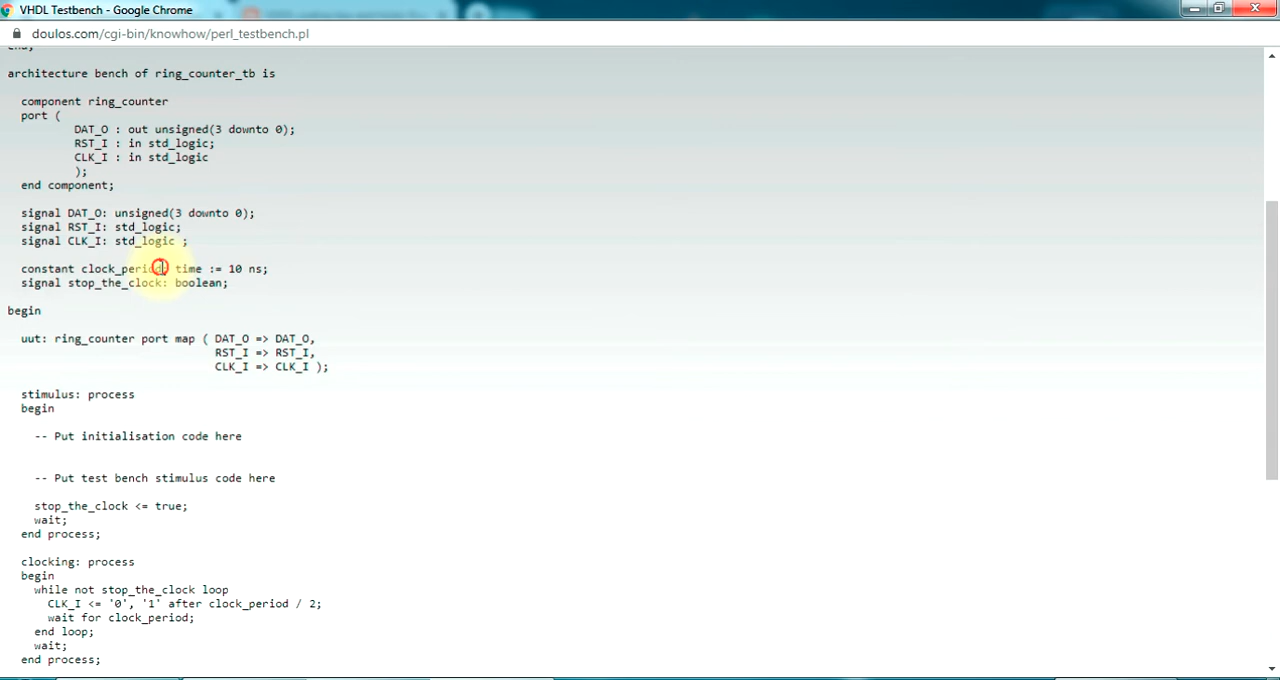 VHDL Testbench - Google Chrome
doulos.com/cgi-bin/knowhow/perl_testbench.pl
end;
architecture bench of ring_counter_tb is
component ring_counter
port (
DAT_O : out unsigned(3 downto 0);
RST_I : in std_logic;
CLK_I : in std_logic
);
end component;
signal DAT_O: unsigned(3 downto 0);
signal RST_I: std_logic;
signal CLK_I: std_logic ;
constant clock_period: time := 10 ns;
signal stop_the_clock: boolean;
begin
uut: ring_counter port map ( DAT_O => DAT_O,
RST_I => RST_I,
CLK_I => CLK_I );
stimulus: process
begin
-- Put initialisation code here
-- Put test bench stimulus code here
stop_the_clock <= true;
wait;
end process;
clocking: process
begin
while not stop_the_clock loop
CLK_I <= '0', '1' after clock_period / 2;
wait for clock_period;
end loop;
wait;
end process;